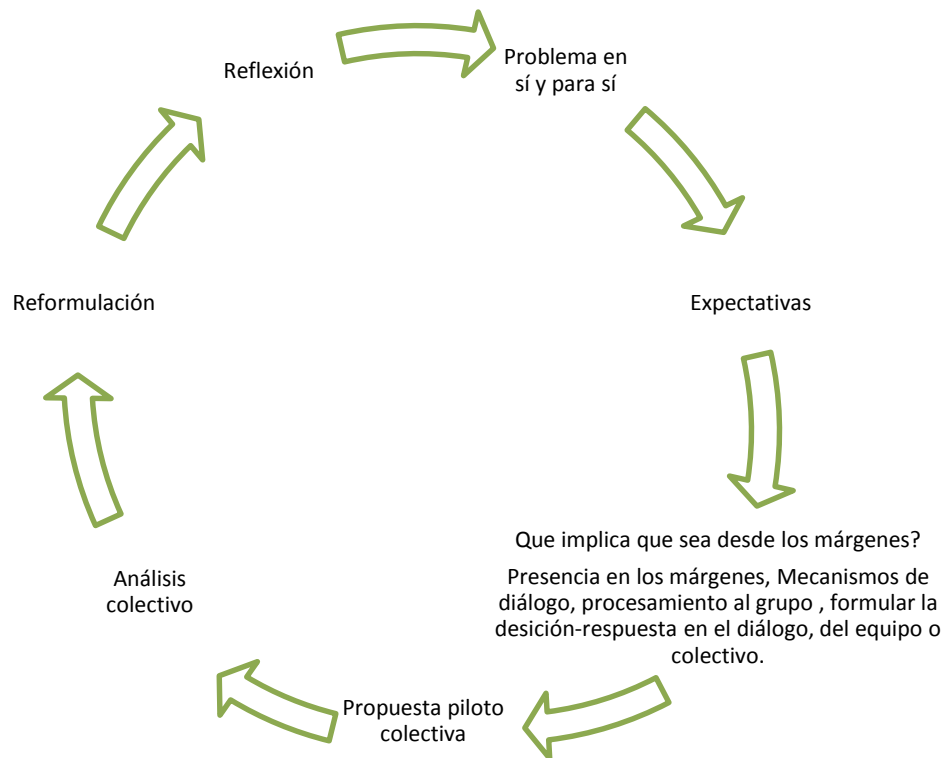 Reflexión
Problema en
sí y para sí
Expectativas
Que implica que sea desde los márgenes?
Presencia en los márgenes, Mecanismos de
diálogo, procesamiento al grupo , formular la
desición-respuesta en el diálogo, del equipo o
colectivo.
Propuesta piloto
colectiva
Análisis
colectivo
Reformulación